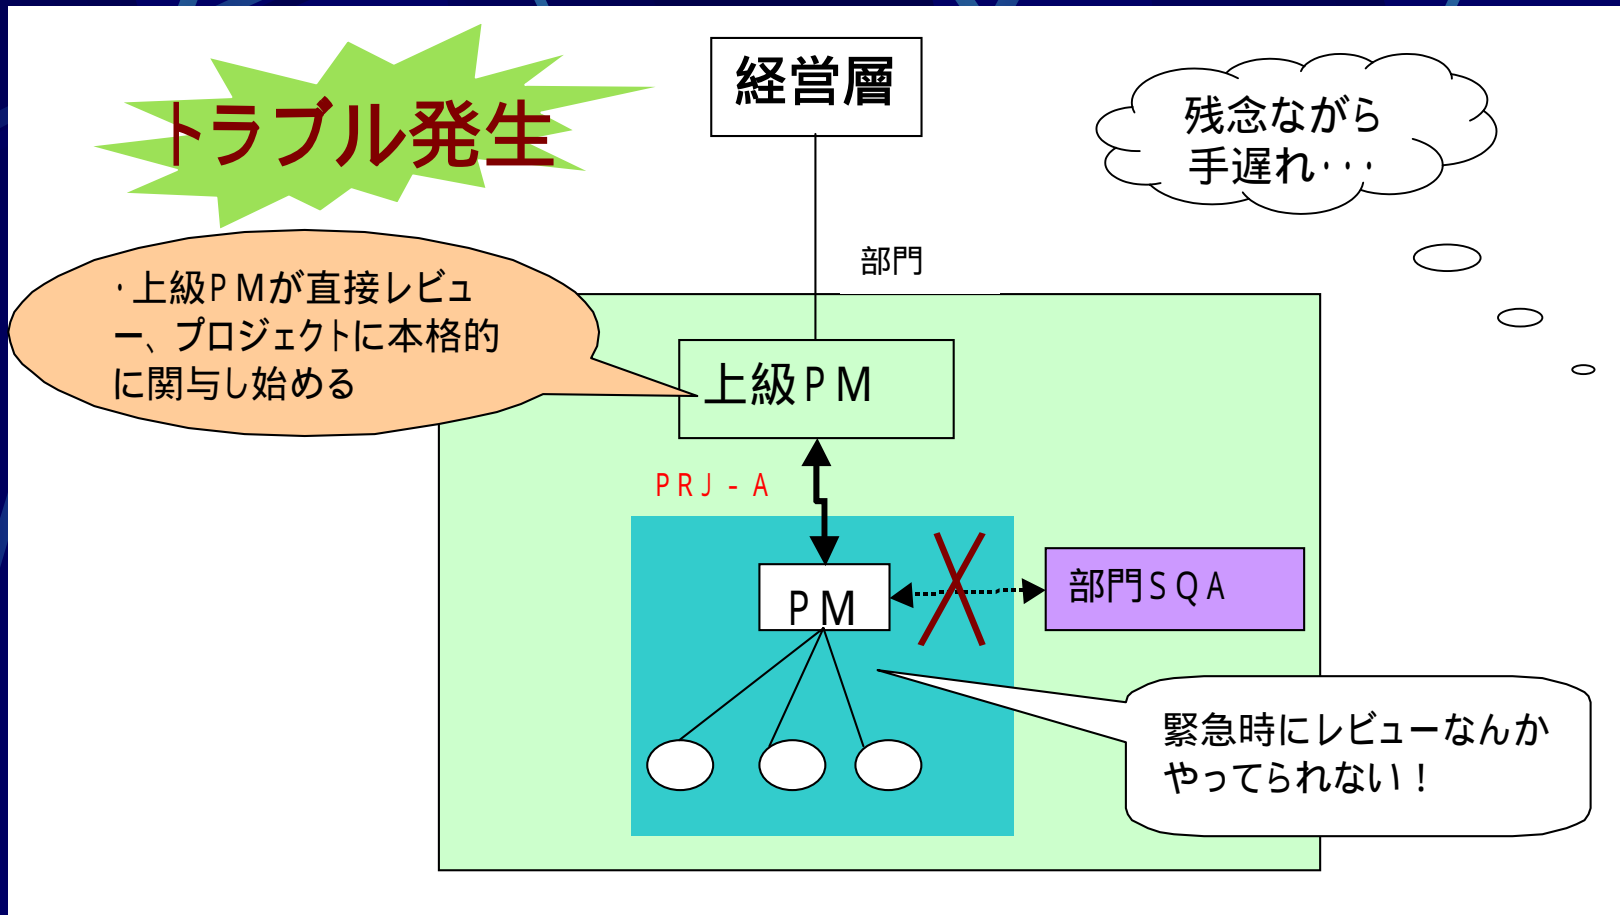 トラブル発生
経営層
残念ながら
手遅れ・・・
部門
・上級PMが直接レビュ
ー、プロジェクトに本格的
に関与し始める
上級PM
PRJ-A
PM
部門SQA
緊急時にレビューなんか
やってられない!